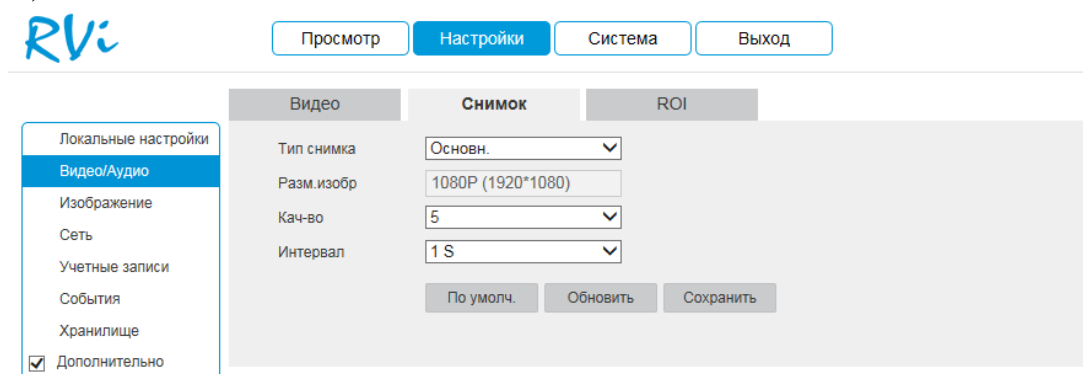 RVi
Просмотр Настройки Система Выход
Видео Снимок ROI
Локальные настройки
Видео/Аудио
Изображение
Сеть
Учетные записи
События
Хранилище
Дополнительно
Тип снимка Основн.
Разм.изобр 1080P (1920*1080)
Кач-во 5
Интервал 1 S
По умолч. Обновить Сохранить